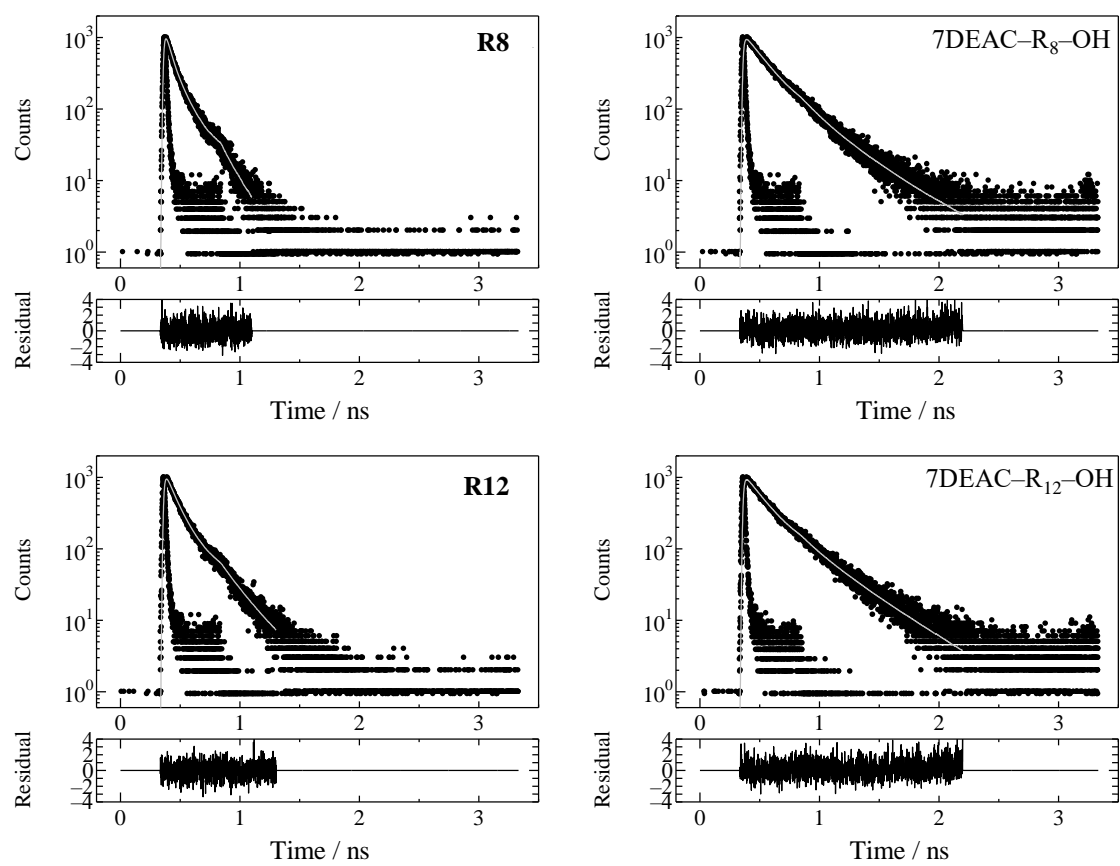 R8
Counts
10³
10²
10¹
10⁰
0 1 2 3
Residual
4
2
0
−2
−4
0 1 2 3
Time / ns
7DEAC–R₈–OH
Counts
10³
10²
10¹
10⁰
0 1 2 3
Residual
4
2
0
−2
−4
0 1 2 3
Time / ns
R12
Counts
10³
10²
10¹
10⁰
0 1 2 3
Residual
4
2
0
−2
−4
0 1 2 3
Time / ns
7DEAC–R₁₂–OH
Counts
10³
10²
10¹
10⁰
0 1 2 3
Residual
4
2
0
−2
−4
0 1 2 3
Time / ns